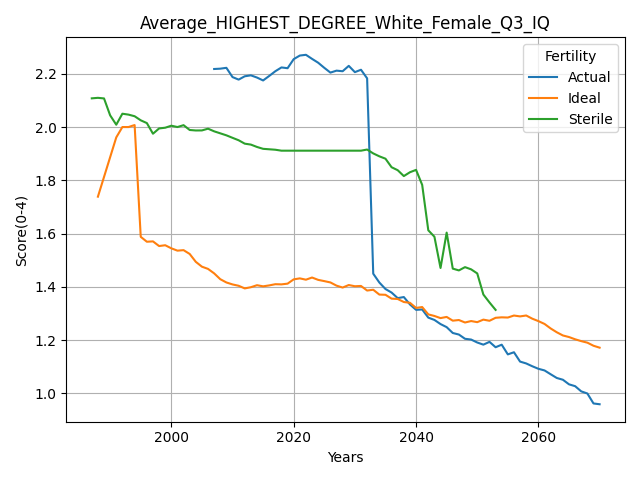 Average_HIGHEST_DEGREE_White_Female_Q3_IQ
Fertility
Actual
Ideal
Sterile
Score(0-4)
2.2
2.0
1.8
1.6
1.4
1.2
1.0
2000 2020 2040 2060
Years